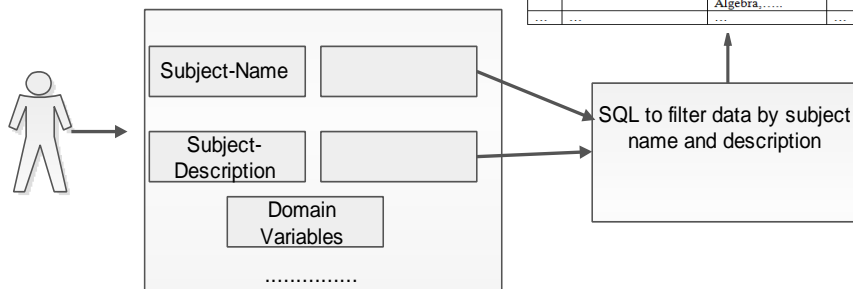 Algebra,.....
... ... ... ...
Subject-Name
Subject-
Description
Domain
Variables
...............
SQL to filter data by subject
name and description